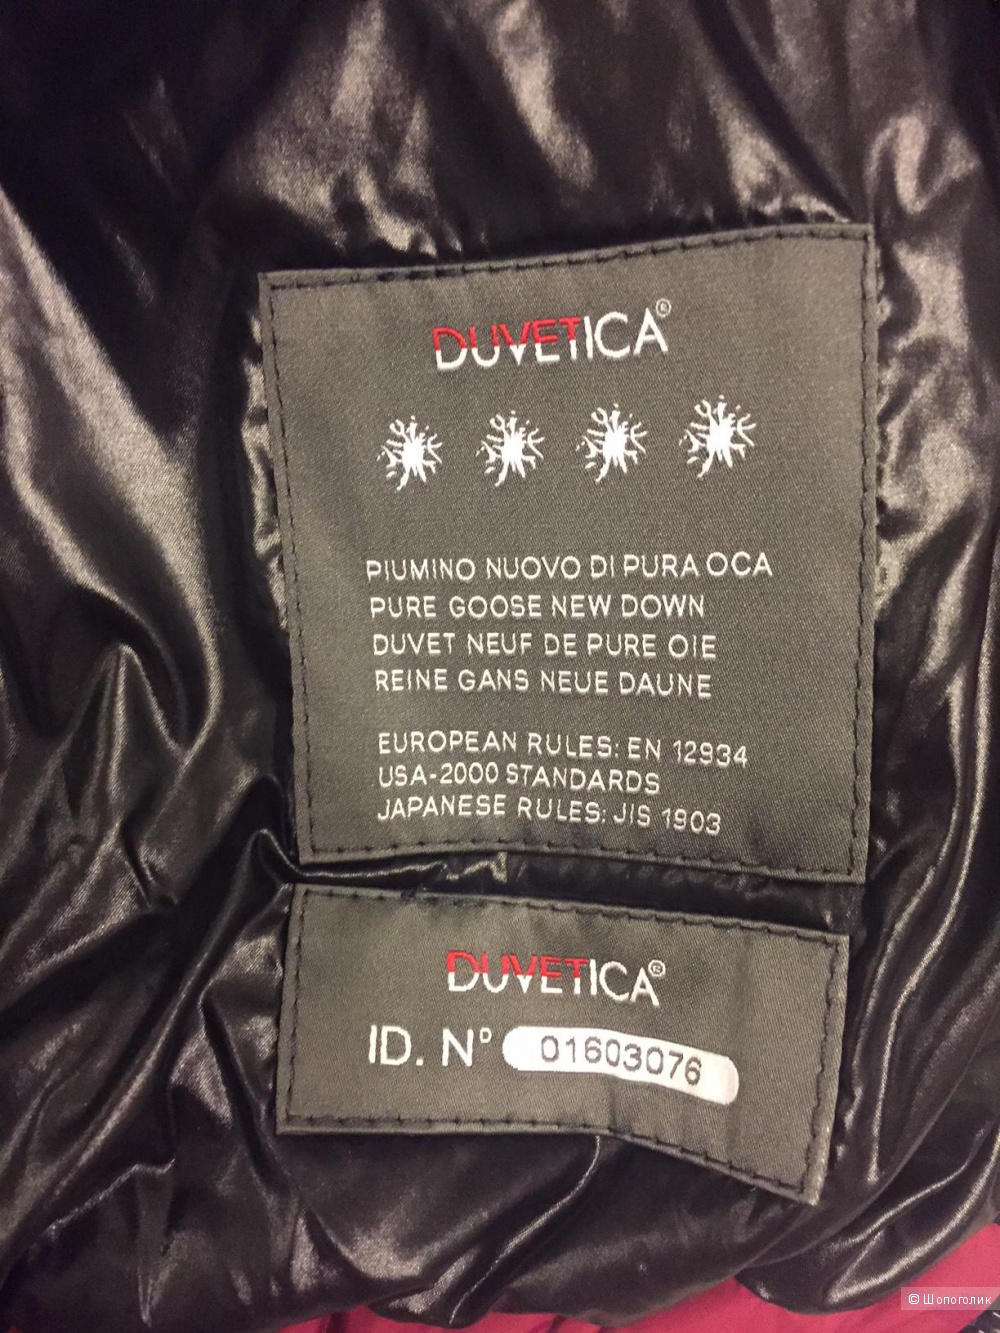 DUVETICA®
PIUMINO NUOVO DI PURA OCA
PURE GOOSE NEW DOWN
DUVET NEUF DE PURE OIE
REINE GANS NEUE DAUNE
EUROPEAN RULES: EN 12934
USA-2000 STANDARDS
JAPANESE RULES: JIS 1903
DUVETICA®
ID. N° 01603076
© Шопоголик